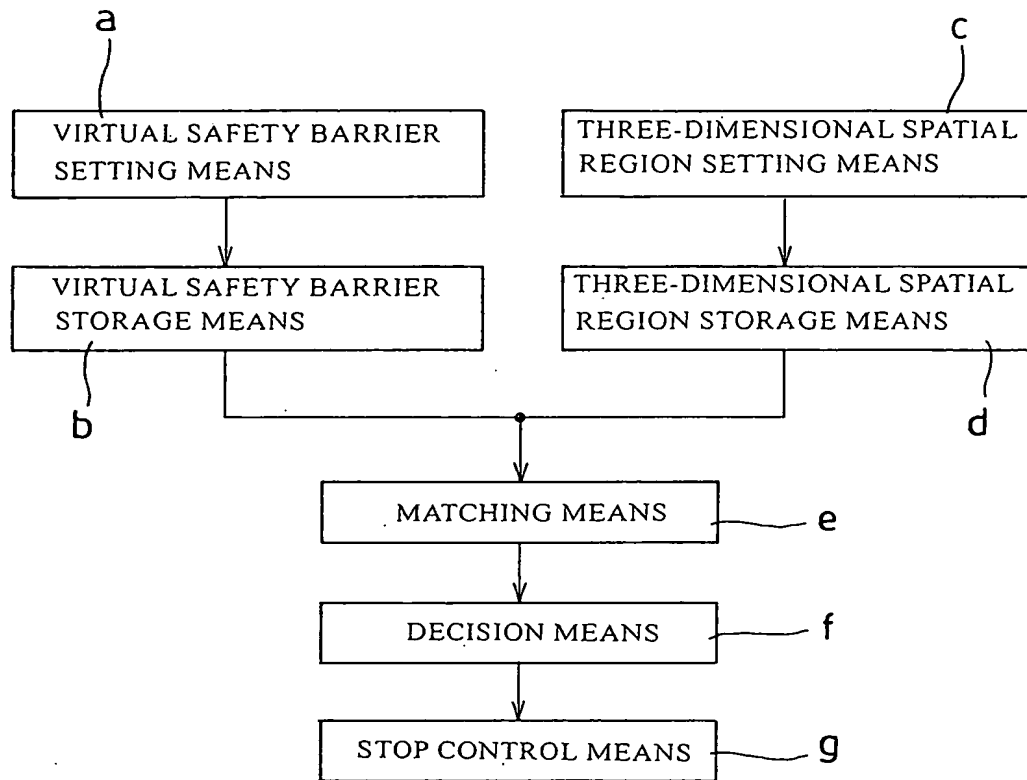 a
c
VIRTUAL SAFETY BARRIER
SETTING MEANS
THREE-DIMENSIONAL SPATIAL
REGION SETTING MEANS
VIRTUAL SAFETY BARRIER
STORAGE MEANS
THREE-DIMENSIONAL SPATIAL
REGION STORAGE MEANS
b
d
MATCHING MEANS
e
DECISION MEANS
f
STOP CONTROL MEANS
g